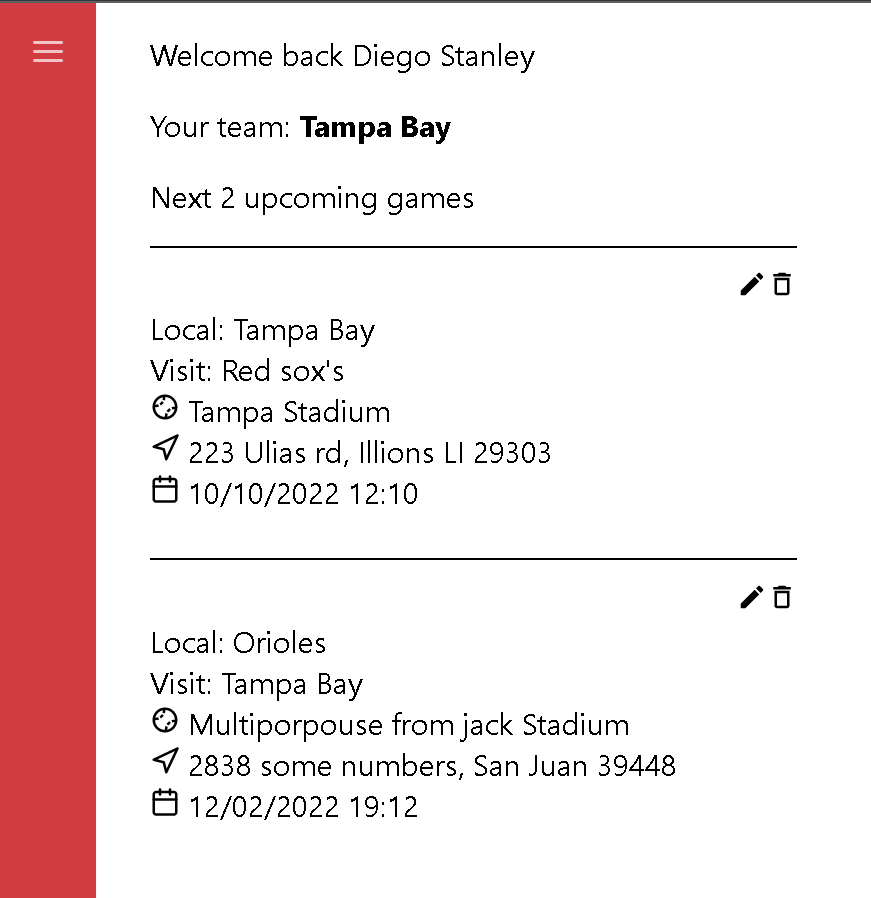 Welcome back Diego Stanley
Your team: Tampa Bay
Next 2 upcoming games
Local: Tampa Bay
Visit: Red sox's
Tampa Stadium
223 Ulias rd, Illions LI 29303
10/10/2022 12:10
Local: Orioles
Visit: Tampa Bay
Multiporpouse from jack Stadium
2838 some numbers, San Juan 39448
12/02/2022 19:12